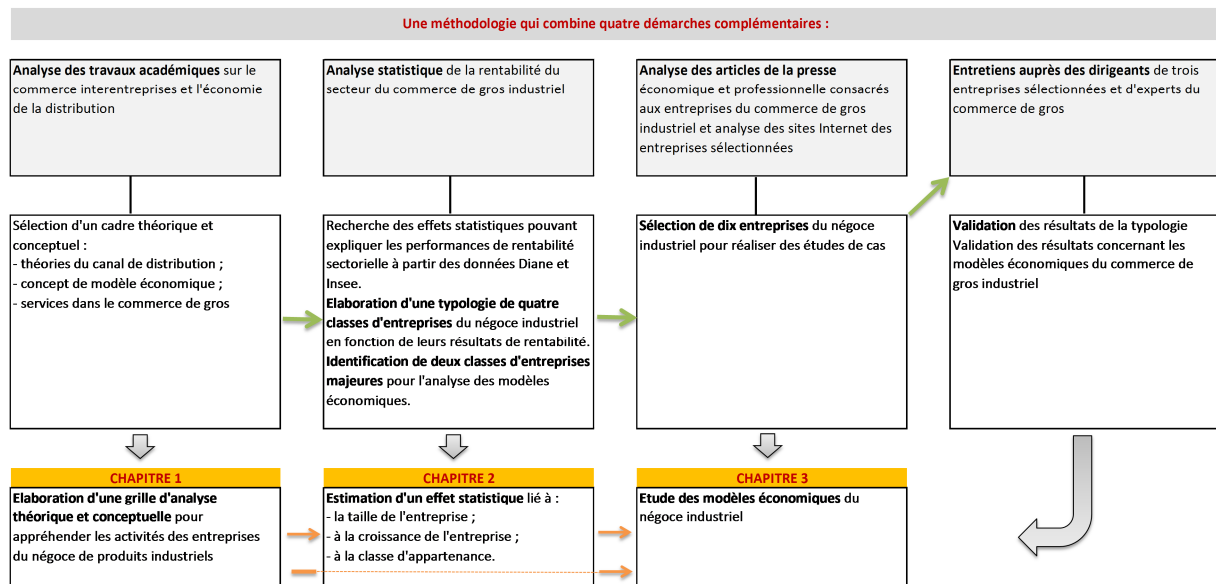 Une méthodologie qui combine quatre démarches complémentaires :
Analyse des travaux académiques sur le
commerce interentreprises et l'économie
de la distribution
Analyse statistique de la rentabilité du
secteur du commerce de gros industriel
Analyse des articles de la presse
économique et professionnelle consacrés
aux entreprises du commerce de gros
industriel et analyse des sites Internet des
entreprises sélectionnées
Entretiens auprès des dirigeants de trois
entreprises sélectionnées et d'experts du
commerce de gros
Sélection d'un cadre théorique et
conceptuel :
- théories du canal de distribution ;
- concept de modèle économique ;
- services dans le commerce de gros
Recherche des effets statistiques pouvant
expliquer les performances de rentabilité
sectorielle à partir des données Diane et
Insee.
Elaboration d'une typologie de quatre
classes d'entreprises du négoce industriel
en fonction de leurs résultats de rentabilité.
Identification de deux classes d'entreprises
majeures pour l'analyse des modèles
économiques.
Sélection de dix entreprises du négoce
industriel pour réaliser des études de cas
Validation des résultats de la typologie
Validation des résultats concernant les
modèles économiques du commerce de
gros industriel
CHAPITRE 1
Elaboration d'une grille d'analyse
théorique et conceptuelle pour
appréhender les activités des entreprises
du négoce de produits industriels
CHAPITRE 2
Estimation d'un effet statistique lié à :
- la taille de l'entreprise ;
- à la croissance de l'entreprise ;
- à la classe d'appartenance.
CHAPITRE 3
Etude des modèles économiques du
négoce industriel